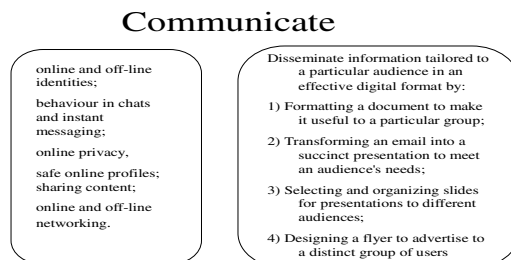 Communicate
online and off-line
identities;
behaviour in chats
and instant
messaging;
online privacy,
safe online profiles;
sharing content;
online and off-line
networking.
Disseminate information tailored to
a particular audience in an
effective digital format by:
1) Formatting a document to make
it useful to a particular group;
2) Transforming an email into a
succinct presentation to meet
an audience's needs;
3) Selecting and organizing slides
for presentations to different
audiences;
4) Designing a flyer to advertise to
a distinct group of users